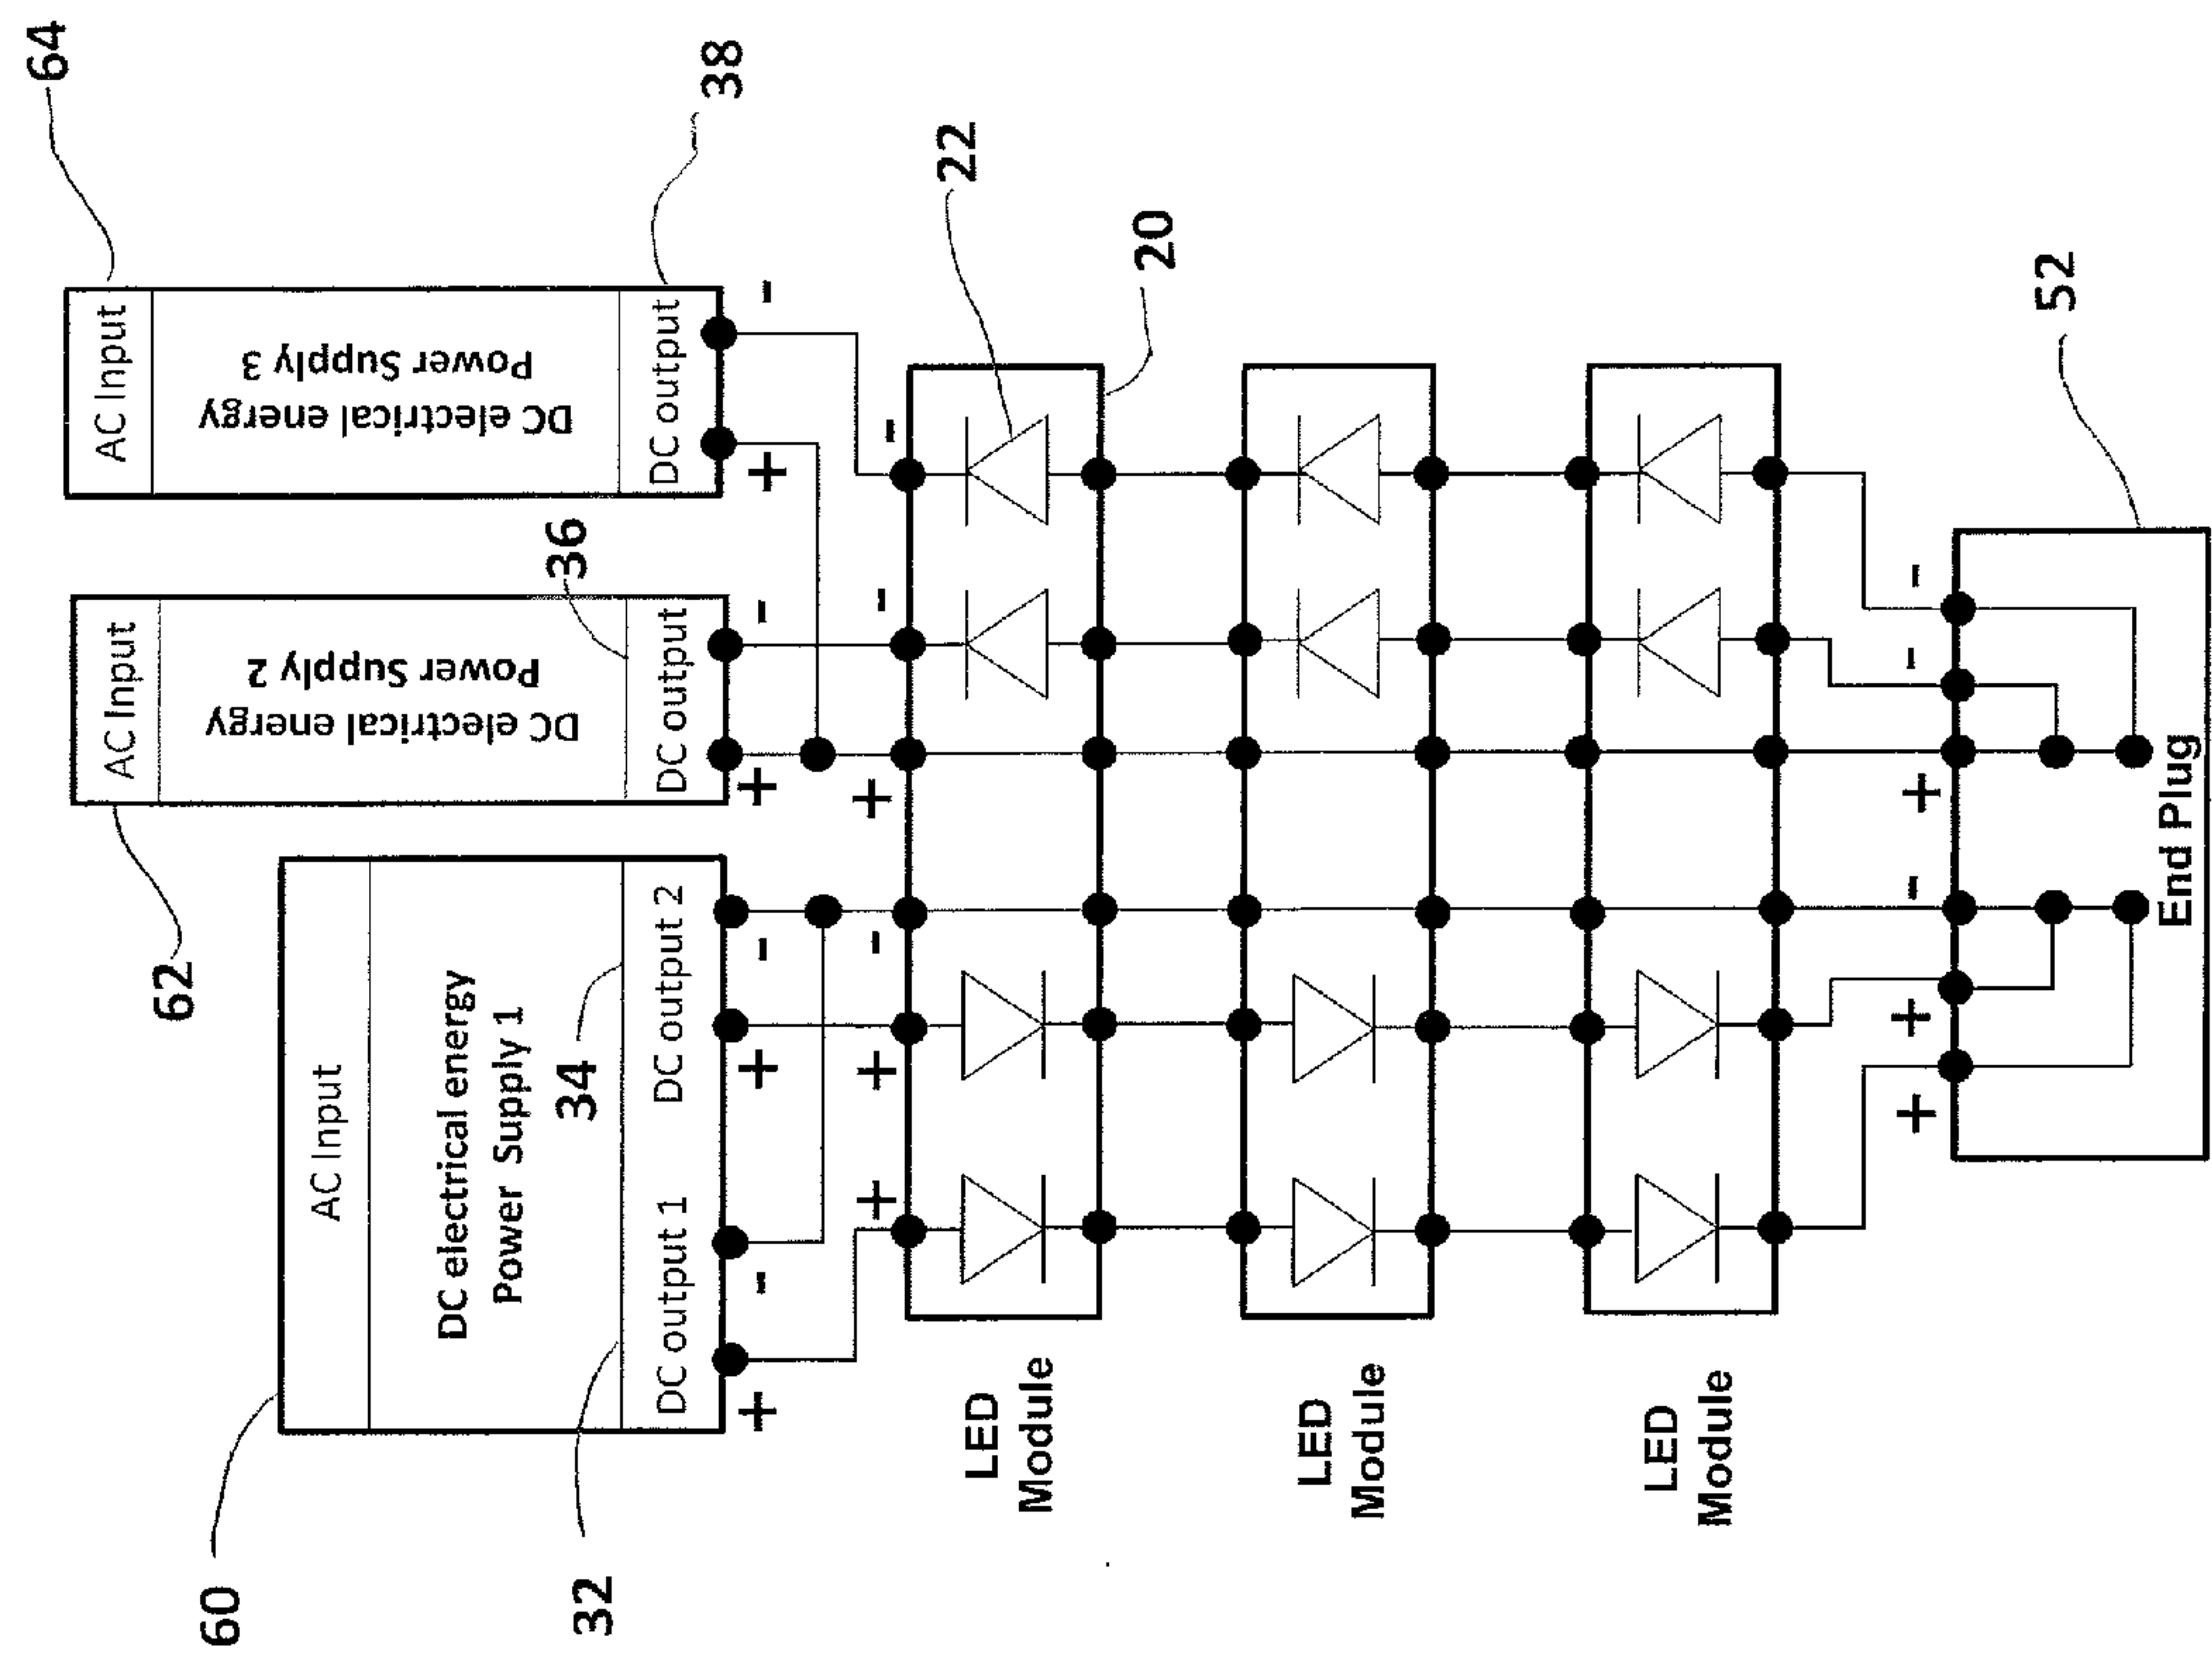 60
AC Input
DC electrical energy
Power Supply 1
32
34
DC output 1
DC output 2
+
-
+
-
62
AC Input
DC electrical energy
Power Supply 2
36
DC output
+
-
64
AC Input
DC electrical energy
Power Supply 3
38
DC output
+
-
+
+
-
+
-
-
22
20
LED
Module
LED
Module
LED
Module
+
+
-
+
-
-
52
End Plug